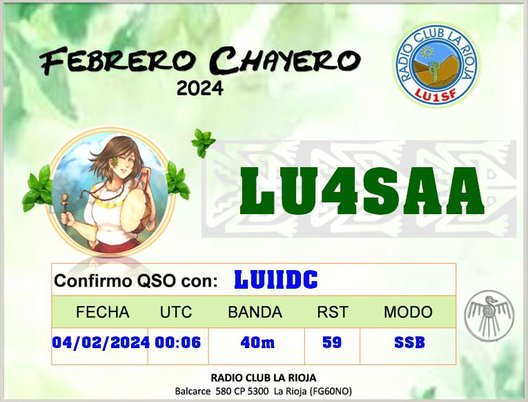 FEBRERO CHAYERO
2024
RADIO CLUB LA RIOJA
LU1SF
LU4SAA
Confirmo QSO con: LU1IDC
FECHA UTC BANDA RST MODO
04/02/2024 00:06 40m 59 SSB
RADIO CLUB LA RIOJA
Balcarce 580 CP 5300 La Rioja (FG60NO)